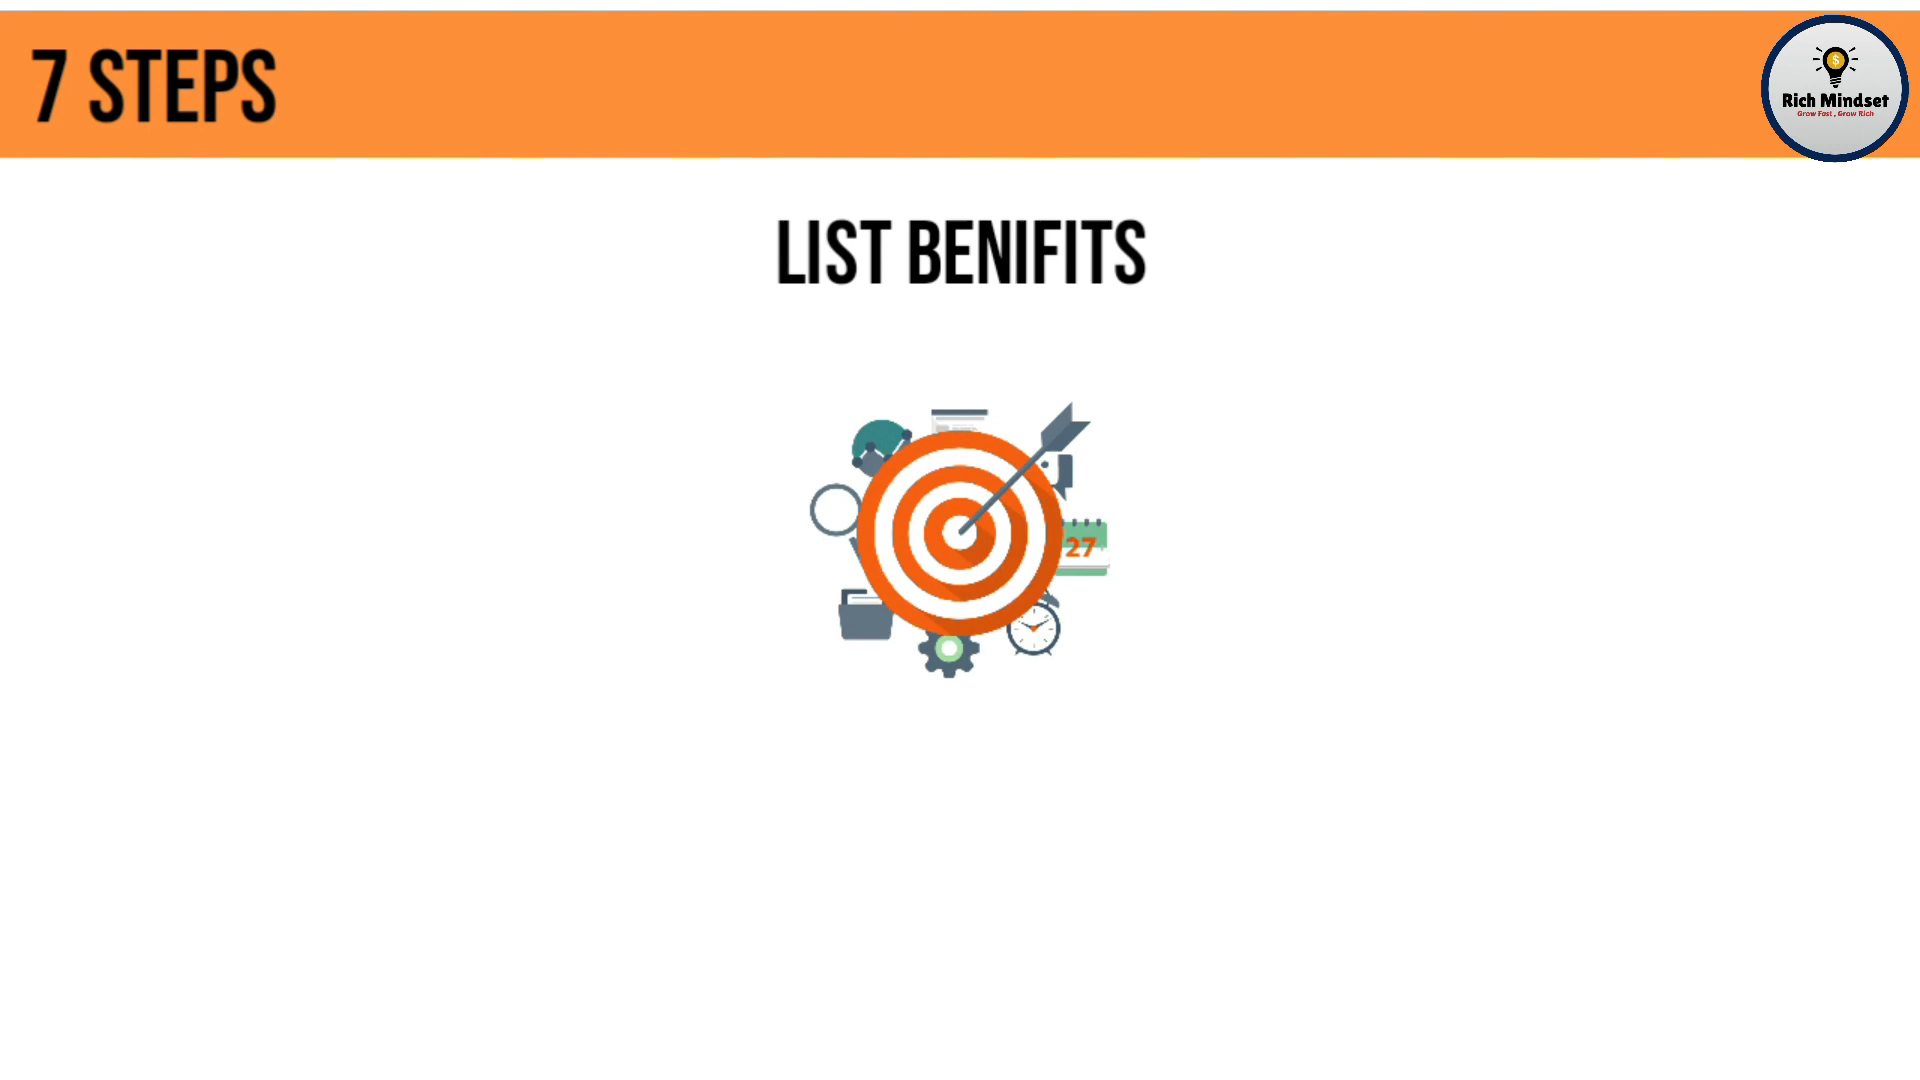 7 STEPS
Rich Mindset
Grow Fast , Grow Rich
LIST BENIFITS
27